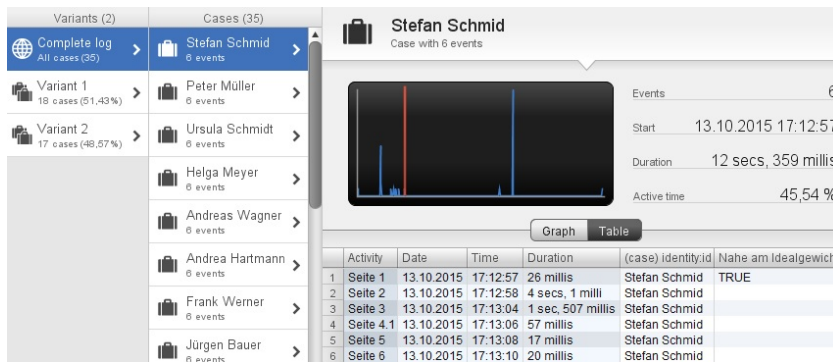 Variants (2)
Complete log
All cases (35)
Variant 1
18 cases (51,43%)
Variant 2
17 cases (48,57%)
Cases (35)
Stefan Schmid
6 events
Peter Müller
6 events
Ursula Schmidt
6 events
Helga Meyer
6 events
Andreas Wagner
6 events
Andrea Hartmann
6 events
Frank Werner
6 events
Jürgen Bauer
6 events
Stefan Schmid
Case with 6 events
Events 6
Start 13.10.2015 17:12:57
Duration 12 secs, 359 millis
Active time 45,54 %
Graph Table
Activity Date Time Duration (case) identity:id Nahe am Idealgewich
1 Seite 1 13.10.2015 17:12:57 26 millis Stefan Schmid TRUE
2 Seite 2 13.10.2015 17:12:58 4 secs, 1 milli Stefan Schmid
3 Seite 3 13.10.2015 17:13:04 1 sec, 507 millis Stefan Schmid
4 Seite 4.1 13.10.2015 17:13:06 57 millis Stefan Schmid
5 Seite 5 13.10.2015 17:13:08 17 millis Stefan Schmid
6 Seite 6 13.10.2015 17:13:10 20 millis Stefan Schmid